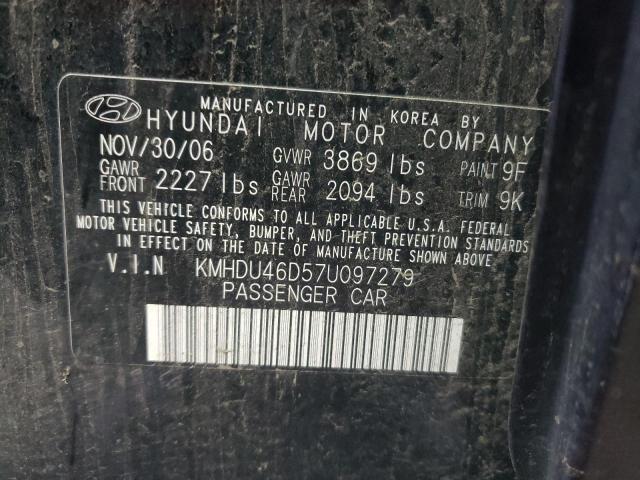 MANUFACTURED IN KOREA BY
HYUNDAI MOTOR COMPANY
NOV/30/06 GVWR 3869 lbs PAINT 9F
GAWR FRONT 2227 lbs GAWR REAR 2094 lbs TRIM 9K
THIS VEHICLE CONFORMS TO ALL APPLICABLE U.S.A. FEDERAL
MOTOR VEHICLE SAFETY, BUMPER, AND THEFT PREVENTION STANDARDS
IN EFFECT ON THE DATE OF MANUFACTURE SHOWN ABOVE.
V.I.N KMHDU46D57U097279
PASSENGER CAR